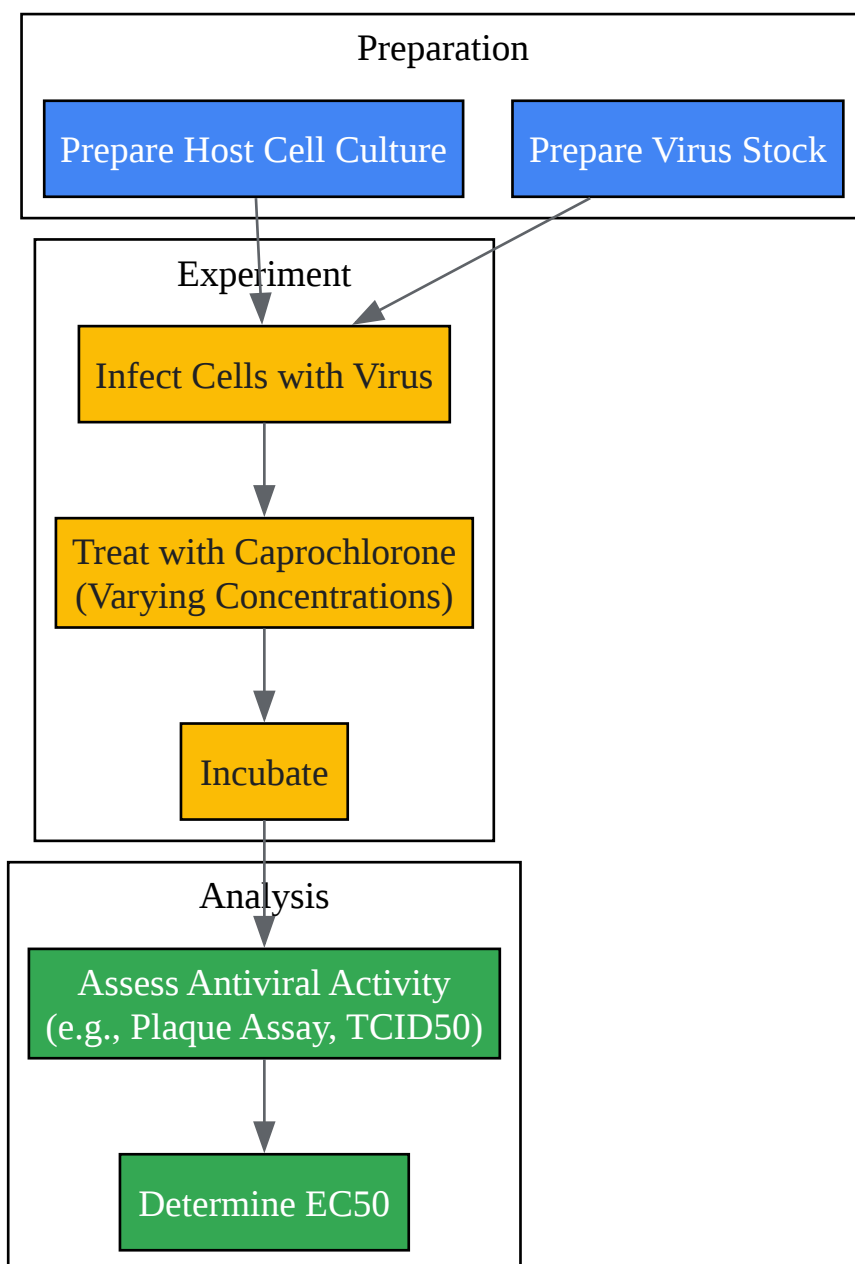 Preparation
Prepare Host Cell Culture
Prepare Virus Stock
Experiment
Infect Cells with Virus
Treat with Caprochlorone
(Varying Concentrations)
Incubate
Analysis
Assess Antiviral Activity
(e.g., Plaque Assay, TCID50)
Determine EC50